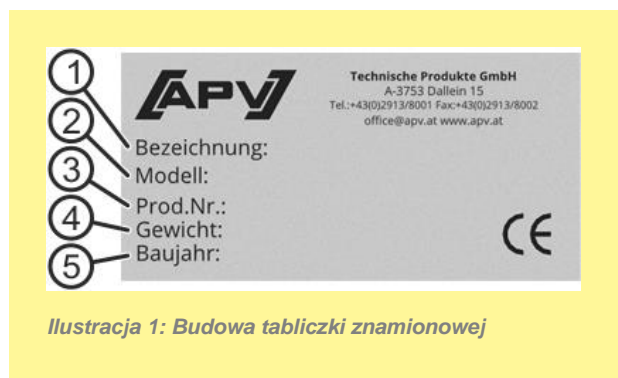 1
APV
Technische Produkte GmbH
A-3753 Dallein 15
Tel.:+43(0)2913/8001 Fax:+43(0)2913/8002
office@apv.at www.apv.at
2
Bezeichnung:
Modell:
3
Prod.Nr.:
4
Gewicht:
CE
5
Baujahr:
Ilustracja 1: Budowa tabliczki znamionowej